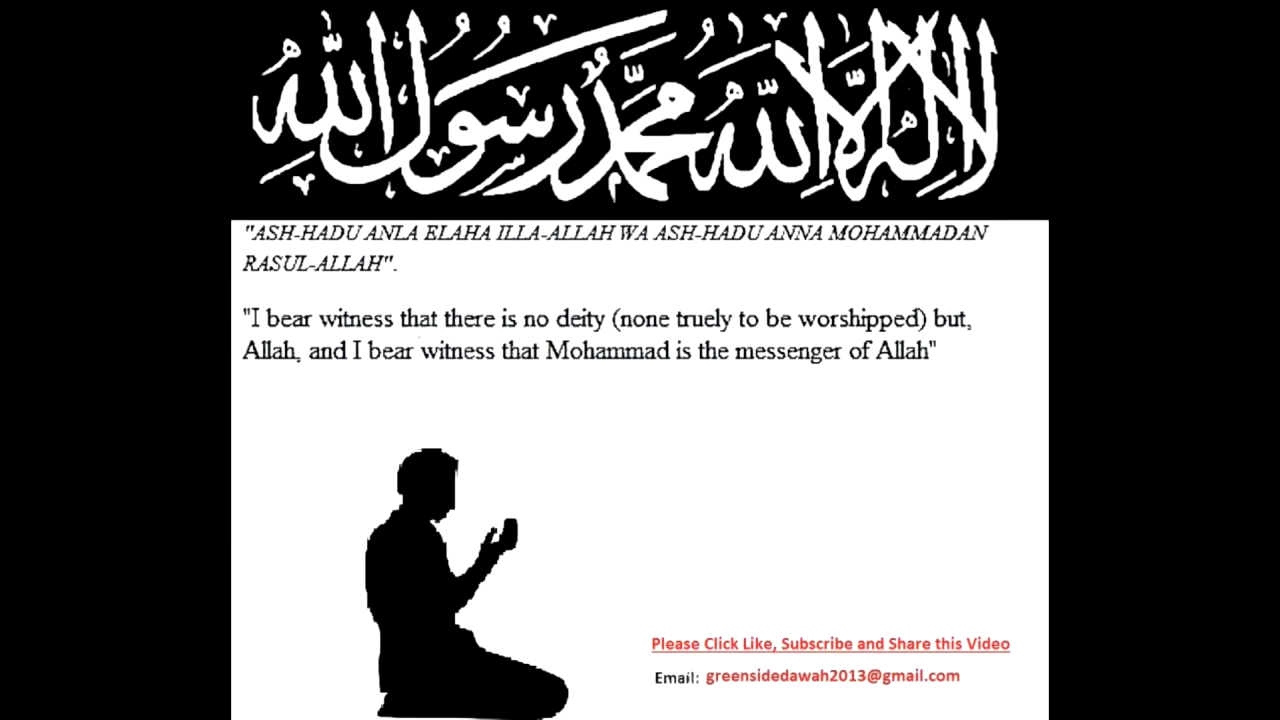 لا إله إلا الله محمد رسول الله
"ASH-HADU ANLA ELAHA ILLA-ALLAH WA ASH-HADU ANNA MOHAMMADAN
RASUL-ALLAH".
"I bear witness that there is no deity (none truely to be worshipped) but,
Allah, and I bear witness that Mohammad is the messenger of Allah"
Please Click Like, Subscribe and Share this Video
Email: greensidedawah2013@gmail.com